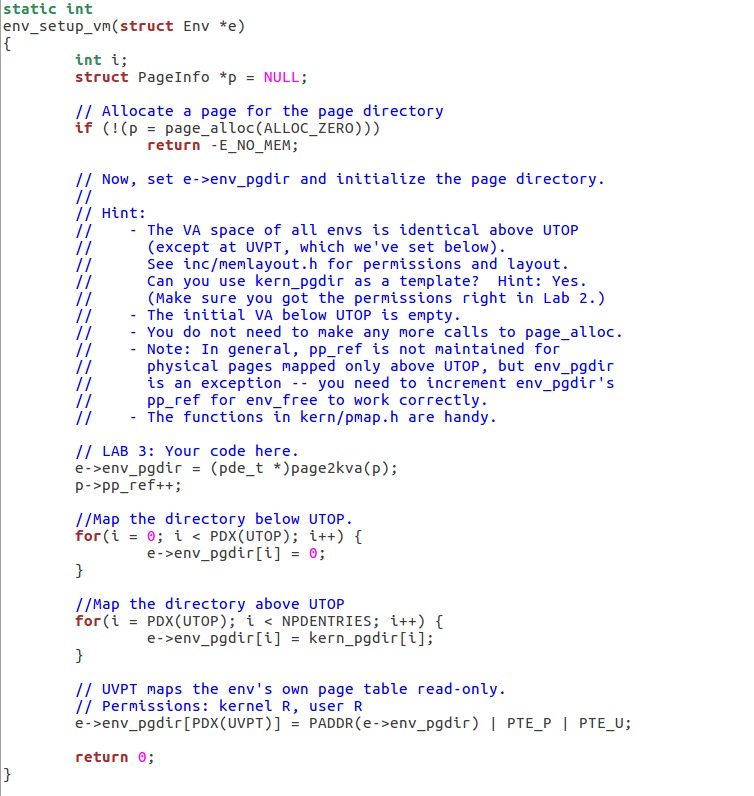 static int
env_setup_vm(struct Env *e)
{
        int i;
        struct PageInfo *p = NULL;

        // Allocate a page for the page directory
        if (!(p = page_alloc(ALLOC_ZERO)))
                return -E_NO_MEM;

        // Now, set e->env_pgdir and initialize the page directory.
        //
        // Hint:
        //    - The VA space of all envs is identical above UTOP
        //      (except at UVPT, which we've set below).
        //      See inc/memlayout.h for permissions and layout.
        //      Can you use kern_pgdir as a template?  Hint: Yes.
        //      (Make sure you got the permissions right in Lab 2.)
        //    - The initial VA below UTOP is empty.
        //    - You do not need to make any more calls to page_alloc.
        //    - Note: In general, pp_ref is not maintained for
        //      physical pages mapped only above UTOP, but env_pgdir
        //      is an exception -- you need to increment env_pgdir's
        //      pp_ref for env_free to work correctly.
        //    - The functions in kern/pmap.h are handy.

        // LAB 3: Your code here.
        e->env_pgdir = (pde_t *)page2kva(p);
        p->pp_ref++;

        //Map the directory below UTOP.
        for(i = 0; i < PDX(UTOP); i++) {
                e->env_pgdir[i] = 0;
        }

        //Map the directory above UTOP
        for(i = PDX(UTOP); i < NPDENTRIES; i++) {
                e->env_pgdir[i] = kern_pgdir[i];
        }

        // UVPT maps the env's own page table read-only.
        // Permissions: kernel R, user R
        e->env_pgdir[PDX(UVPT)] = PADDR(e->env_pgdir) | PTE_P | PTE_U;

        return 0;
}